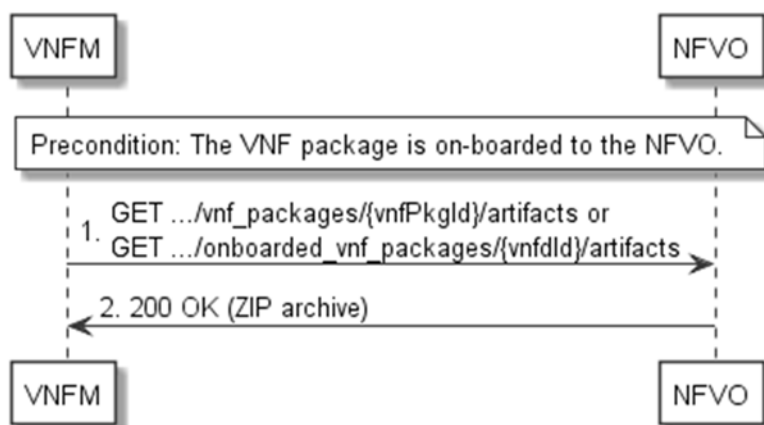 VNFM
NFVO
Precondition: The VNF package is on-boarded to the NFVO.
1. GET .../vnf_packages/{vnfPkgId}/artifacts or
GET .../onboarded_vnf_packages/{vnfdId}/artifacts
2. 200 OK (ZIP archive)
VNFM
NFVO